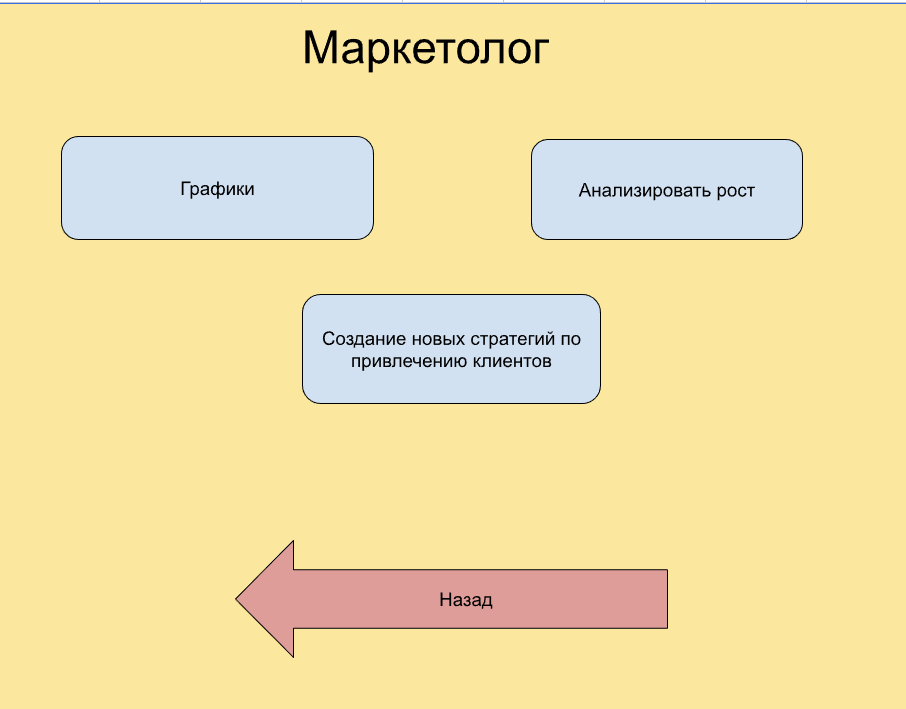 Маркетолог
Графики
Анализировать рост
Создание новых стратегий по
привлечению клиентов
Назад